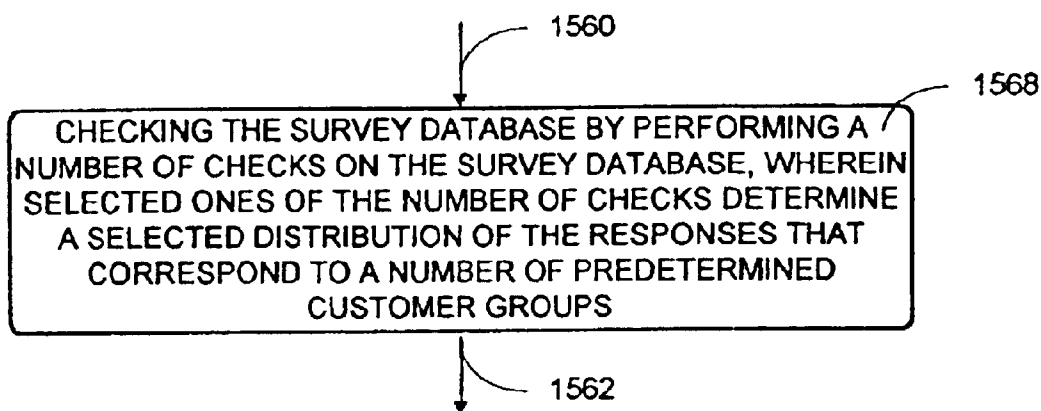 1560
1568
CHECKING THE SURVEY DATABASE BY PERFORMING A
NUMBER OF CHECKS ON THE SURVEY DATABASE, WHEREIN
SELECTED ONES OF THE NUMBER OF CHECKS DETERMINE
A SELECTED DISTRIBUTION OF THE RESPONSES THAT
CORRESPOND TO A NUMBER OF PREDETERMINED
CUSTOMER GROUPS
1562